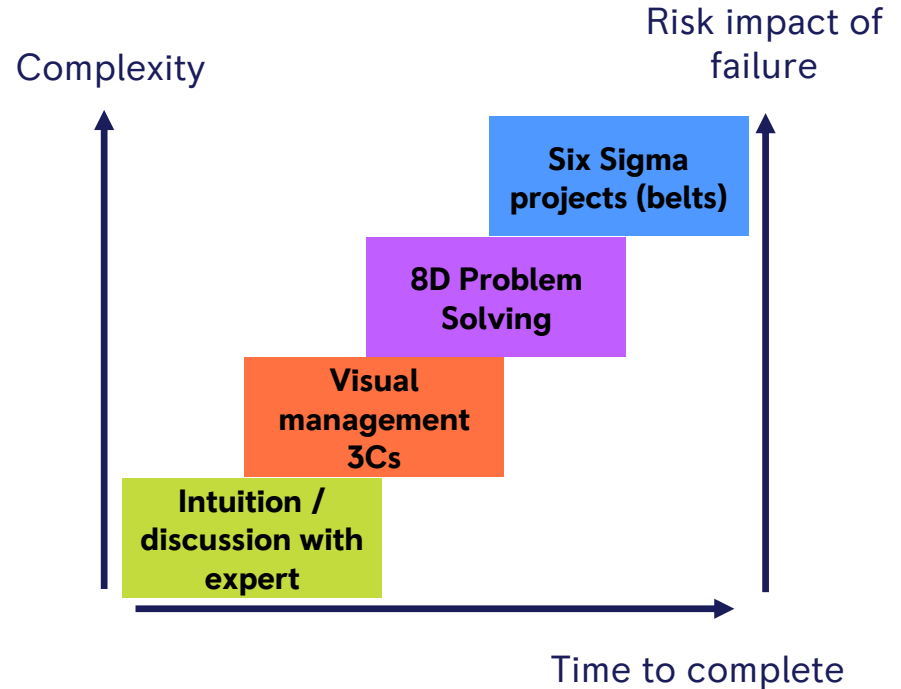 Risk impact of
failure
Complexity
Six Sigma
projects (belts)
8D Problem
Solving
Visual
management
3Cs
Intuition /
discussion with
expert
Time to complete